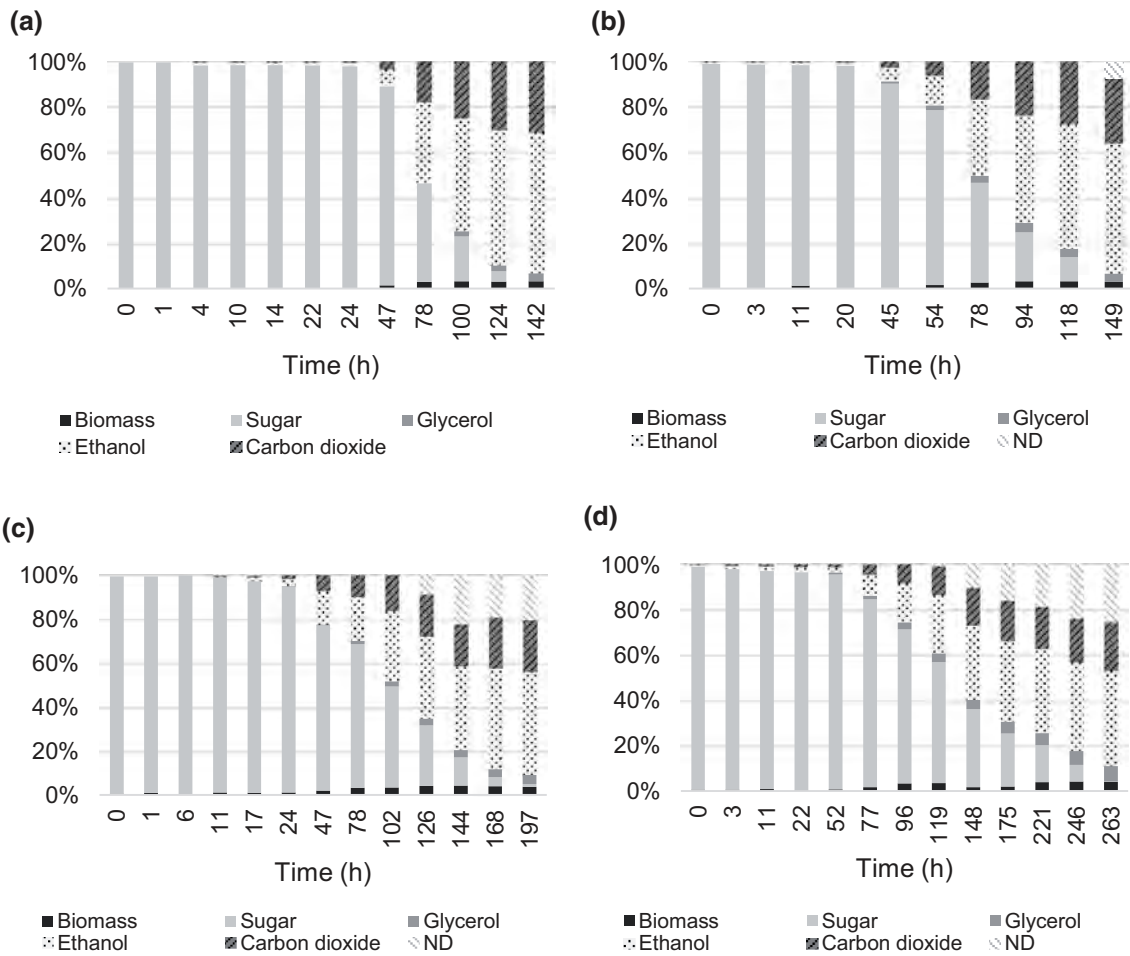 (a)
100%
80%
60%
40%
20%
0%
0 1 4 10 14 22 24 47 78 100 124 142
Time (h)
Biomass Sugar Glycerol
Ethanol Carbon dioxide
(b)
100%
80%
60%
40%
20%
0%
0 3 11 20 45 54 78 94 118 149
Time (h)
Biomass Sugar Glycerol
Ethanol Carbon dioxide ND
(c)
100%
80%
60%
40%
20%
0%
0 1 6 11 17 24 47 78 102 126 144 168 197
Time (h)
Biomass Sugar Glycerol
Ethanol Carbon dioxide ND
(d)
100%
80%
60%
40%
20%
0%
0 3 11 22 52 77 96 119 148 175 221 246 263
Time (h)
Biomass Sugar Glycerol
Ethanol Carbon dioxide ND